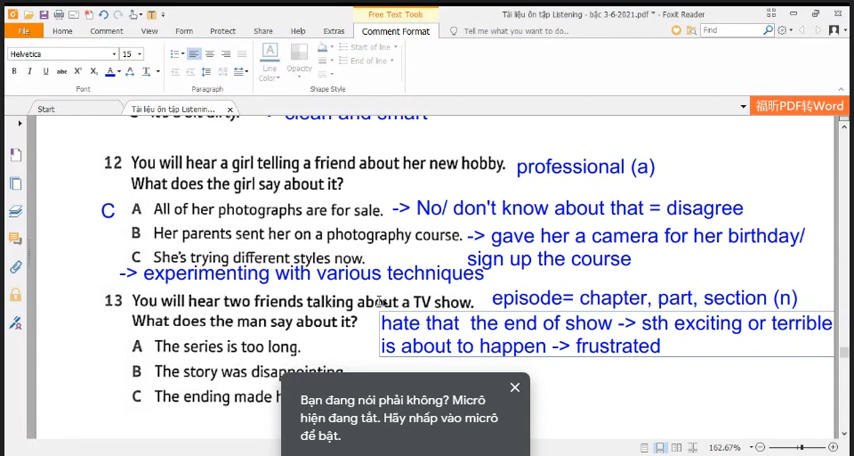 Free Text Tools
Tài liệu ôn tập Listening - bậc 3-6-2021.pdf * - Foxit Reader
File Home Comment View Form Protect Share Help Extras Comment Format
Tell me what you want to do...
Find
Helvetica 15
Start of line
End of line
Line Color
Opacity
Font
Paragraph
Shape Style
Start
Tài liệu ôn tập Listen...
福昕PDF转Word
clean and smart
12 You will hear a girl telling a friend about her new hobby. professional (a)
What does the girl say about it?
C A All of her photographs are for sale. -> No/ don't know about that = disagree
B Her parents sent her on a photography course. -> gave her a camera for her birthday/
C She's trying different styles now. sign up the course
-> experimenting with various techniques
13 You will hear two friends talking about a TV show. episode= chapter, part, section (n)
What does the man say about it? hate that the end of show -> sth exciting or terrible
A The series is too long. is about to happen -> frustrated
B The story was disappointing.
C The ending made
Bạn đang nói phải không? Micrô
hiện đang tắt. Hãy nhấp vào micrô
để bật.
162.67%